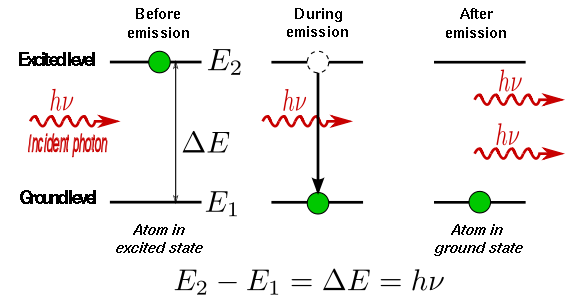 Before
emission
During
emission
After
emission
Excited level
E₂
hν
hν
hν
Incident photon
ΔE
hν
Ground level
E₁
Atom in
excited state
Atom in
ground state
E₂ − E₁ = ΔE = hν